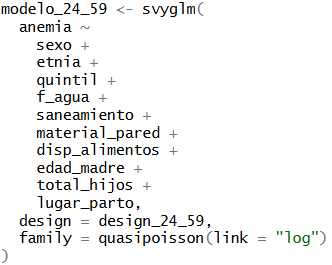 modelo_24_59 <- svyglm(
  anemia ~
    sexo +
    etnia +
    quintil +
    f_agua +
    saneamiento +
    material_pared +
    disp_alimentos +
    edad_madre +
    total_hijos +
    lugar_parto,
  design = design_24_59,
  family = quasipoisson(link = "log")
)